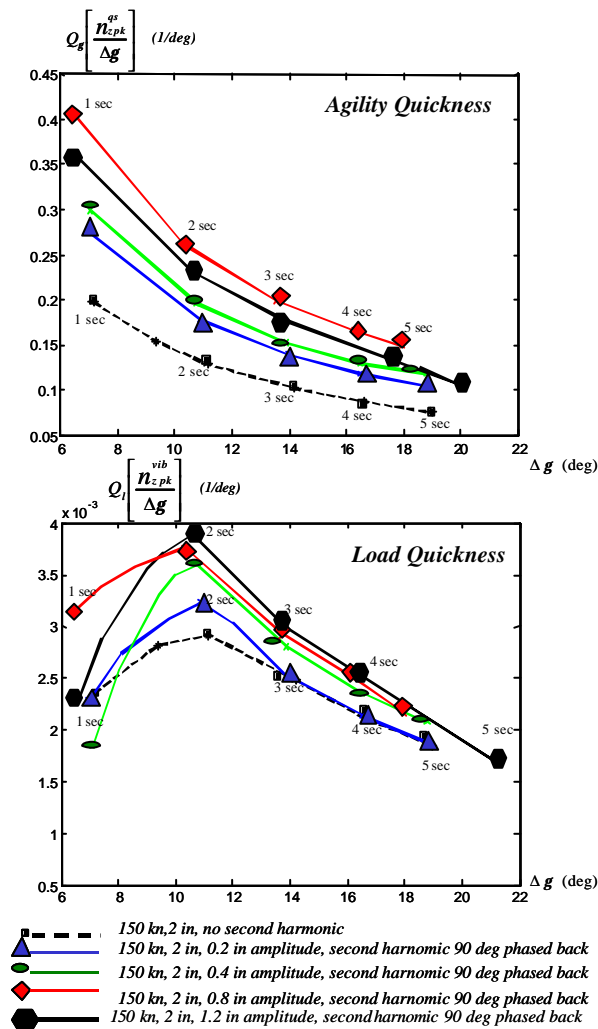 Q_g [n_zpk^qs / Δg] (1/deg)
0.45
Agility Quickness
1 sec
0.4
0.35
0.3
2 sec
0.25
3 sec
0.2
4 sec
5 sec
1 sec
0.15
2 sec
0.1
3 sec
4 sec
5 sec
0.05
6 8 10 12 14 16 18 20 22
Δg (deg)
Q_l [n_zpk^vib / Δg] (1/deg)
x 10^-3
4
2 sec
Load Quickness
3.5
1 sec
2 sec
3 sec
3
4 sec
2.5
3 sec
2
1 sec
4 sec
5 sec
5 sec
1.5
1
0.5
6 8 10 12 14 16 18 20 22
Δg (deg)
150 kn,2 in, no second harmonic
150 kn, 2 in, 0.2 in amplitude, second harnomic 90 deg phased back
150 kn, 2 in, 0.4 in amplitude, second harnomic 90 deg phased back
150 kn, 2 in, 0.8 in amplitude, second harnomic 90 deg phased back
150 kn, 2 in, 1.2 in amplitude, second harnomic 90 deg phased back